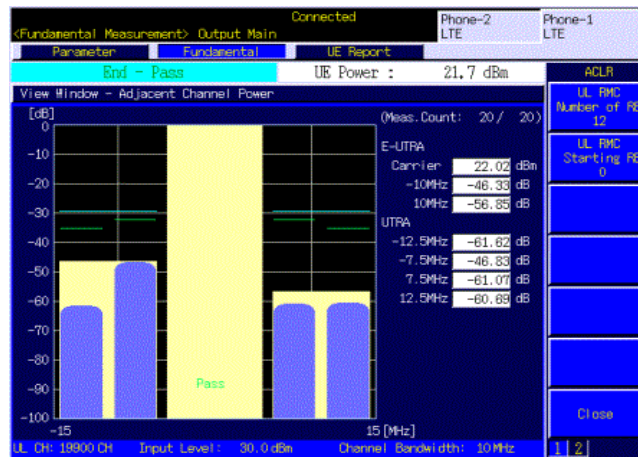 Connected
Phone-2
LTE
Phone-1
LTE
<Fundamental Measurement> Output Main
Parameter
Fundamental
UE Report
End - Pass
UE Power : 21.7 dBm
ACLR
View Window - Adjacent Channel Power
UL RMC
Number of RB
12
UL RMC
Starting RB
0
Close
1 2
[dB]
0
-10
-20
-30
-40
-50
-60
-70
-80
-90
-100
Pass
-15
15 [MHz]
(Meas.Count: 20/ 20)
E-UTRA
Carrier 22.02 dBm
-10MHz -46.33 dB
10MHz -56.85 dB
UTRA
-12.5MHz -61.62 dB
-7.5MHz -46.83 dB
7.5MHz -61.07 dB
12.5MHz -60.69 dB
UL CH: 19900 CH Input Level: 30.0 dBm Channel Bandwidth: 10 MHz